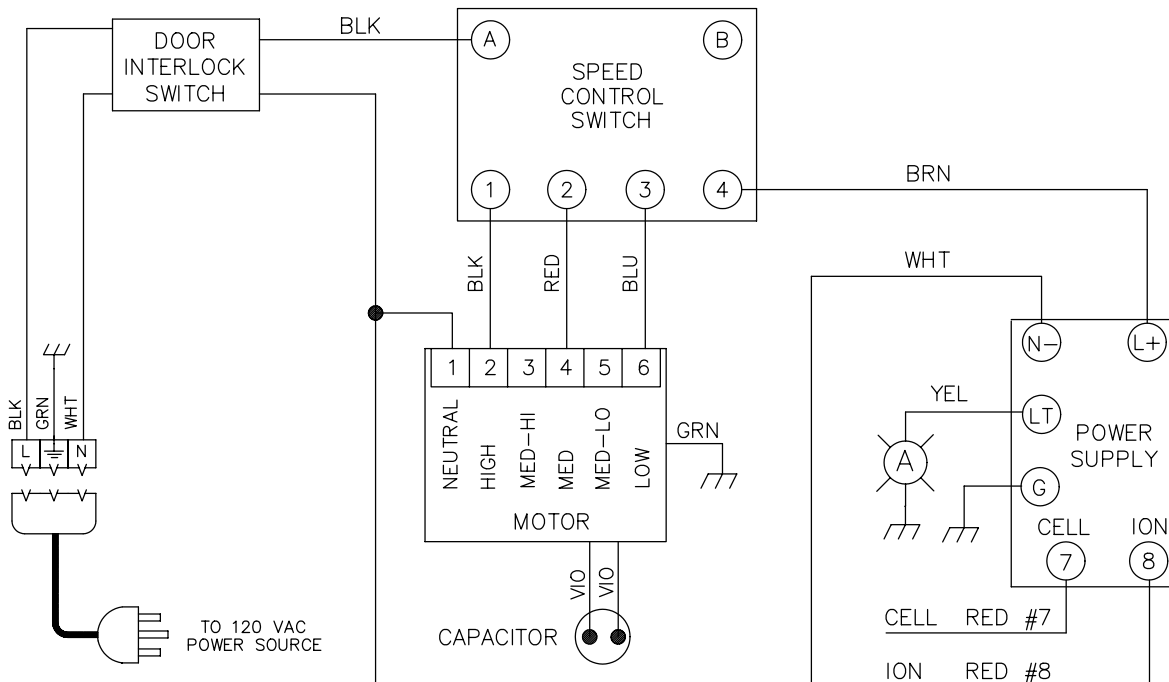 BLK
DOOR
INTERLOCK
SWITCH
A
B
SPEED
CONTROL
SWITCH
1 2 3 4
BRN
BLK
RED
BLU
WHT
N- L+
1 2 3 4 5 6
NEUTRAL
HIGH
MED-HI
MED
MED-LO
LOW
MOTOR
GRN
YEL
LT
A
POWER
SUPPLY
G
CELL ION
7 8
BLK
GRN
WHT
L N
VIO
VIO
CAPACITOR
TO 120 VAC
POWER SOURCE
CELL RED #7
ION RED #8